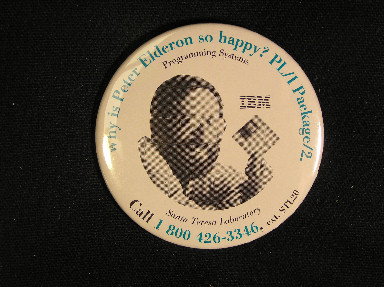 why is Peter Elderon so happy? PL/I Package/2.
Programming Systems
IBM
Santa Teresa Laboratory
Call 1 800 426-3346, ext. STL20